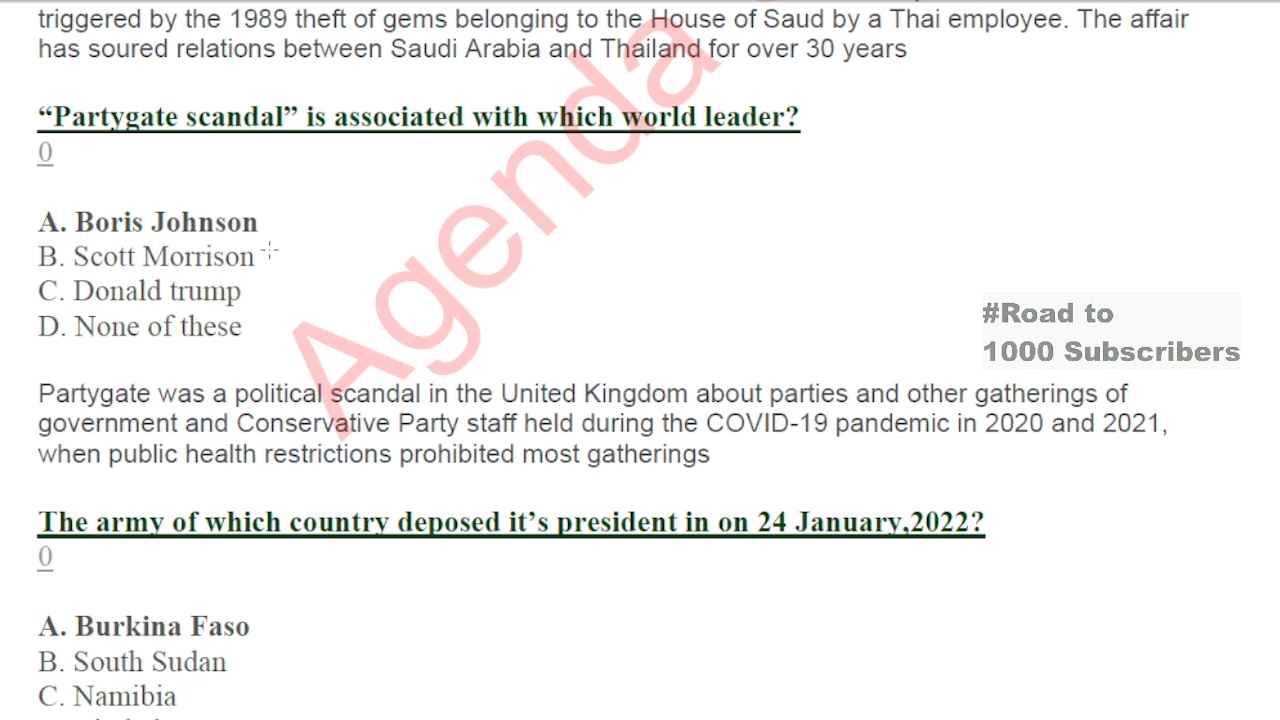 triggered by the 1989 theft of gems belonging to the House of Saud by a Thai employee. The affair
has soured relations between Saudi Arabia and Thailand for over 30 years
“Partygate scandal” is associated with which world leader?
0
A. Boris Johnson
B. Scott Morrison
C. Donald trump
D. None of these
#Road to
1000 Subscribers
Partygate was a political scandal in the United Kingdom about parties and other gatherings of
government and Conservative Party staff held during the COVID-19 pandemic in 2020 and 2021,
when public health restrictions prohibited most gatherings
The army of which country deposed it’s president in on 24 January,2022?
0
A. Burkina Faso
B. South Sudan
C. Namibia
Agenda